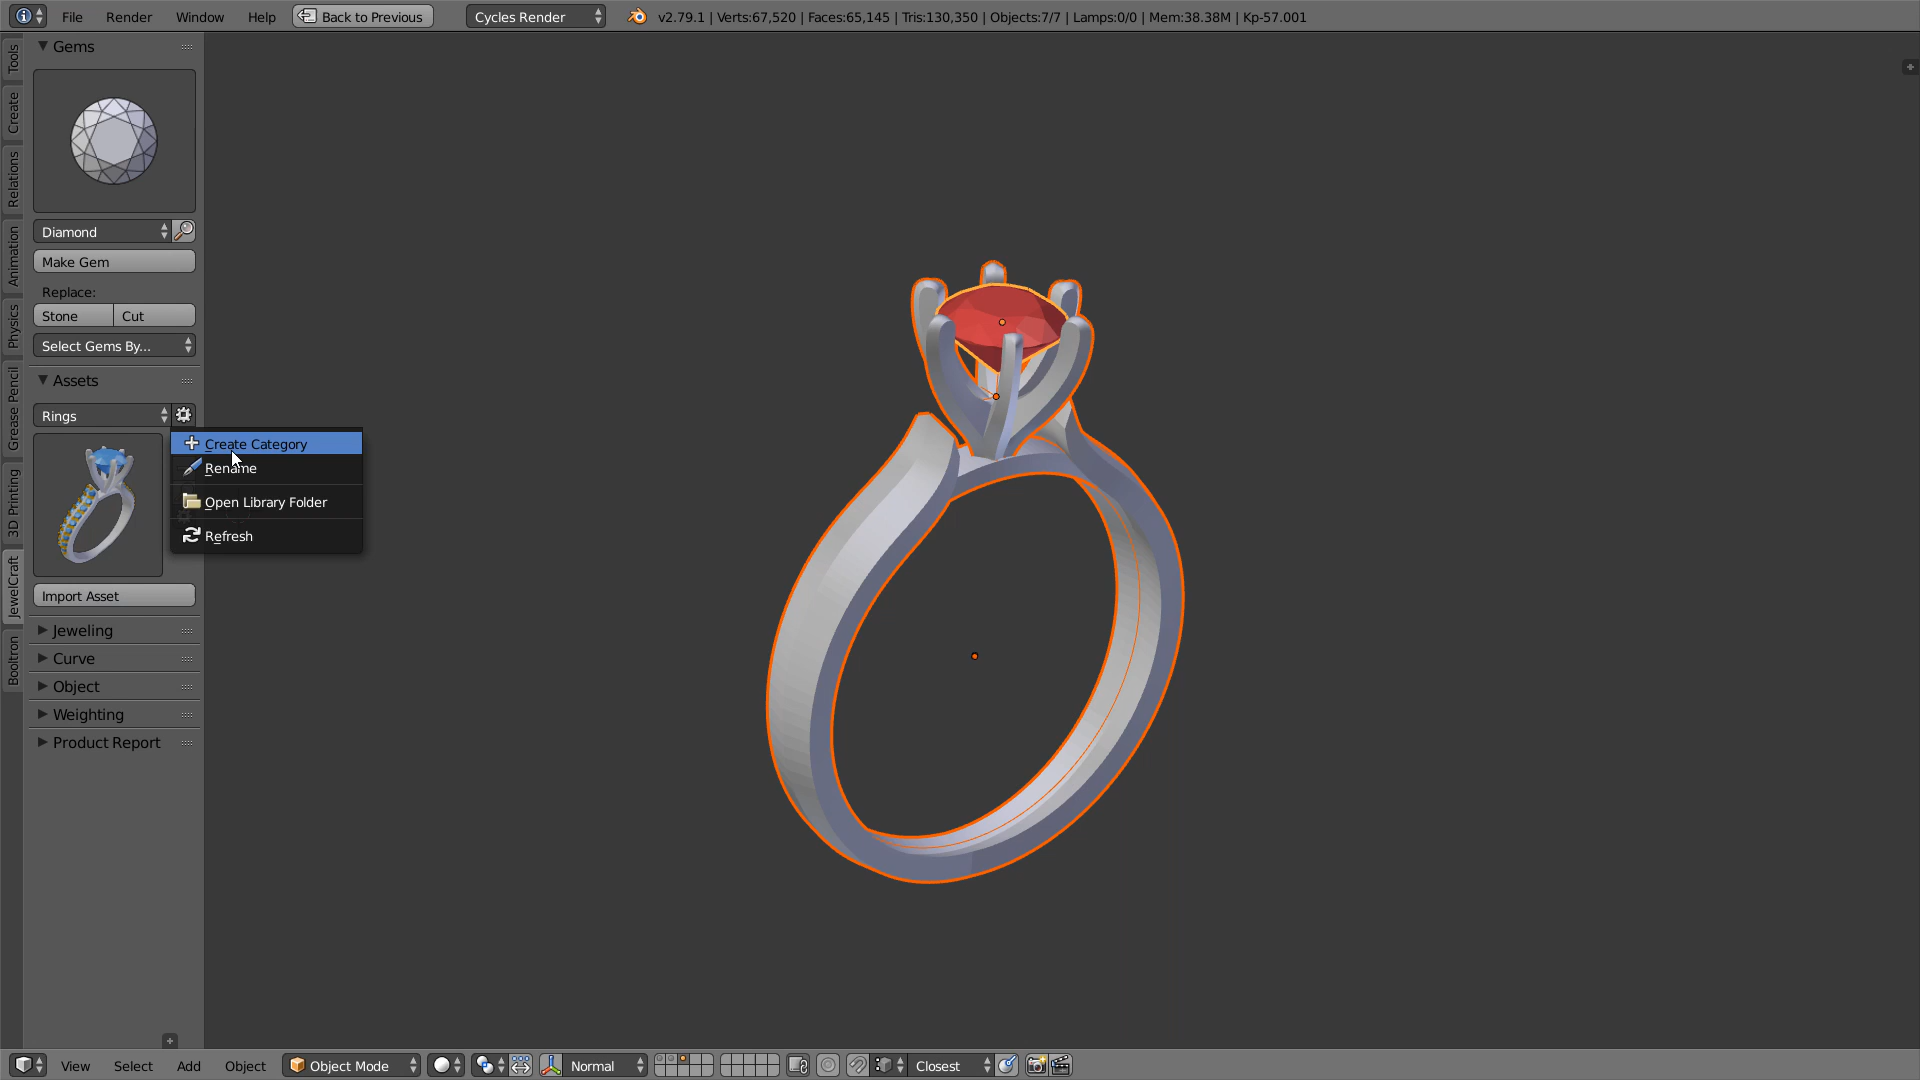 File Render Window Help Back to Previous Cycles Render v2.79.1 | Verts:67,520 | Faces:65,145 | Tris:130,350 | Objects:7/7 | Lamps:0/0 | Mem:38.38M | Kp-57.001
Tools
Create
Relations
Animation
Physics
Grease Pencil
3D Printing
JewelCraft
Booltron
Gems
Diamond
Make Gem
Replace:
Stone Cut
Select Gems By...
Assets
Rings
Create Category
Rename
Open Library Folder
Refresh
Import Asset
Jeweling
Curve
Object
Weighting
Product Report
View Select Add Object Object Mode Normal Closest